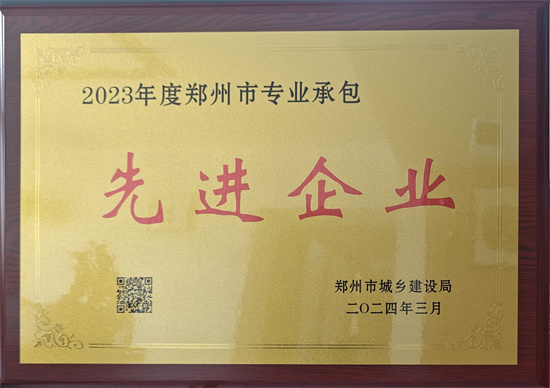 2023年度郑州市专业承包
先进企业
郑州市城乡建设局
二〇二四年三月